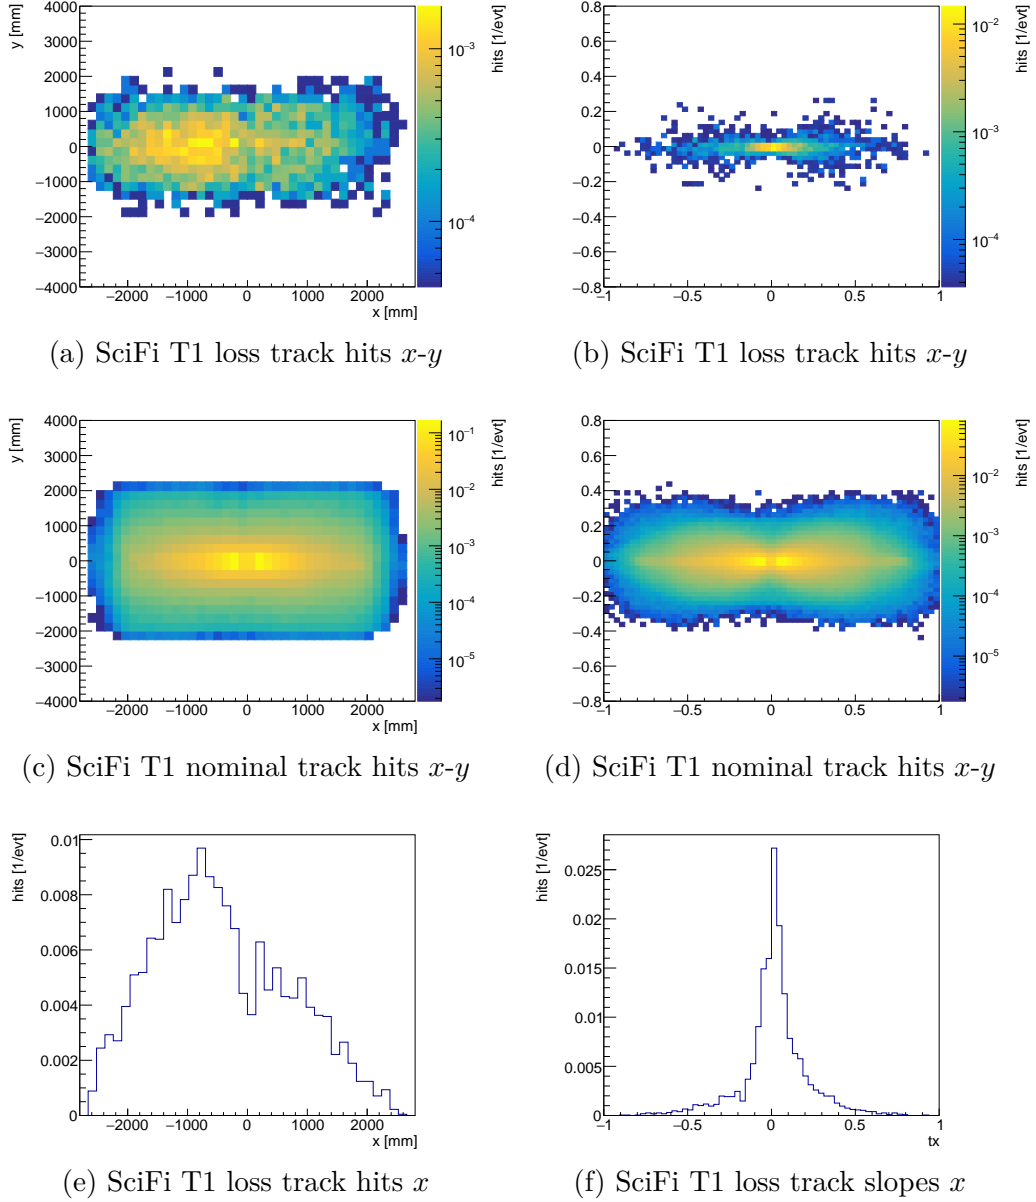 y [mm]
4000
3000
2000
1000
0
−1000
−2000
−3000
−4000
−2000 −1000 0 1000 2000
x [mm]
hits [1/evt]
10−3
10−4
(a) SciFi T1 loss track hits x-y
0.8
0.6
0.4
0.2
0
−0.2
−0.4
−0.6
−0.8
−1 −0.5 0 0.5 1
hits [1/evt]
10−2
10−3
10−4
(b) SciFi T1 loss track hits x-y
y [mm]
4000
3000
2000
1000
0
−1000
−2000
−3000
−4000
−2000 −1000 0 1000 2000
x [mm]
hits [1/evt]
10−1
10−2
10−3
10−4
10−5
(c) SciFi T1 nominal track hits x-y
0.8
0.6
0.4
0.2
0
−0.2
−0.4
−0.6
−0.8
−1 −0.5 0 0.5 1
hits [1/evt]
10−2
10−3
10−4
10−5
(d) SciFi T1 nominal track hits x-y
hits [1/evt]
0.01
0.008
0.006
0.004
0.002
0
−2000 −1000 0 1000 2000
x [mm]
(e) SciFi T1 loss track hits x
hits [1/evt]
0.025
0.02
0.015
0.01
0.005
0
−1 −0.5 0 0.5 1
tx
(f) SciFi T1 loss track slopes x